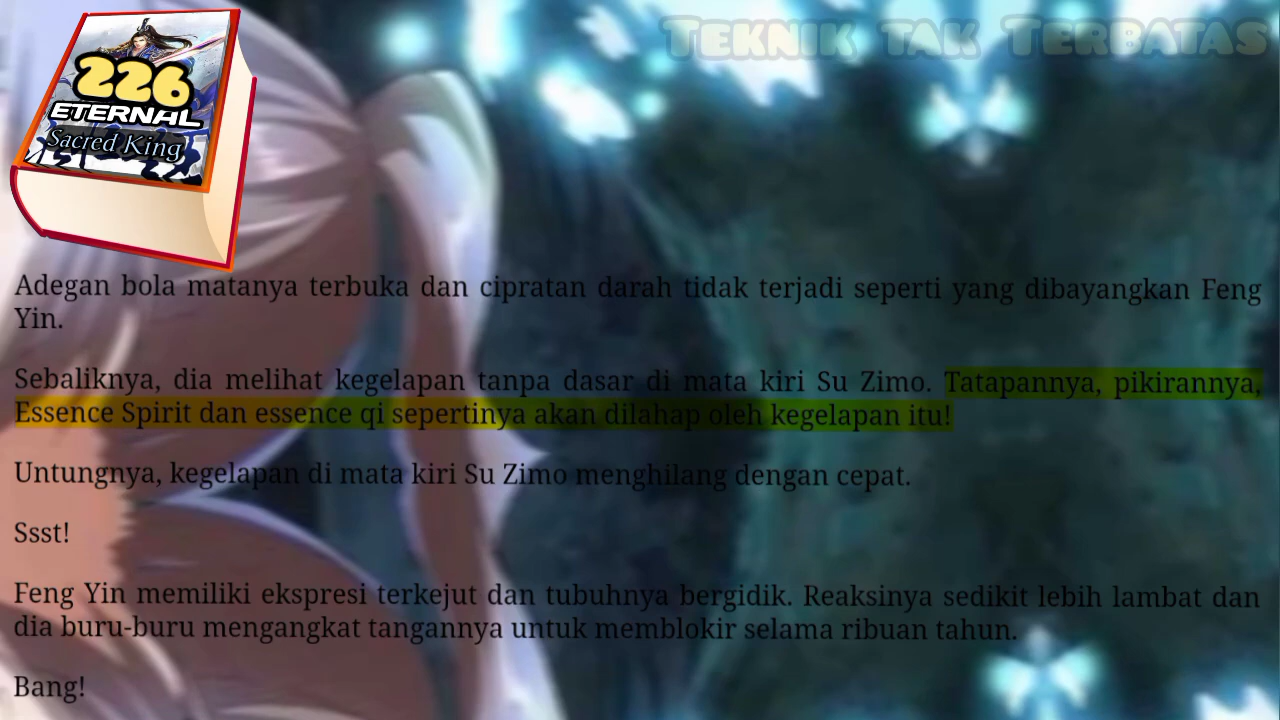 TEKNIK TAK TERBATAS
226
ETERNAL
Sacred King
Adegan bola matanya terbuka dan cipratan darah tidak terjadi seperti yang dibayangkan Feng
Yin.
Sebaliknya, dia melihat kegelapan tanpa dasar di mata kiri Su Zimo. Tatapannya, pikirannya,
Essence Spirit dan essence qi sepertinya akan dilahap oleh kegelapan itu!
Untungnya, kegelapan di mata kiri Su Zimo menghilang dengan cepat.
Ssst!
Feng Yin memiliki ekspresi terkejut dan tubuhnya bergidik. Reaksinya sedikit lebih lambat dan
dia buru-buru mengangkat tangannya untuk memblokir selama ribuan tahun.
Bang!